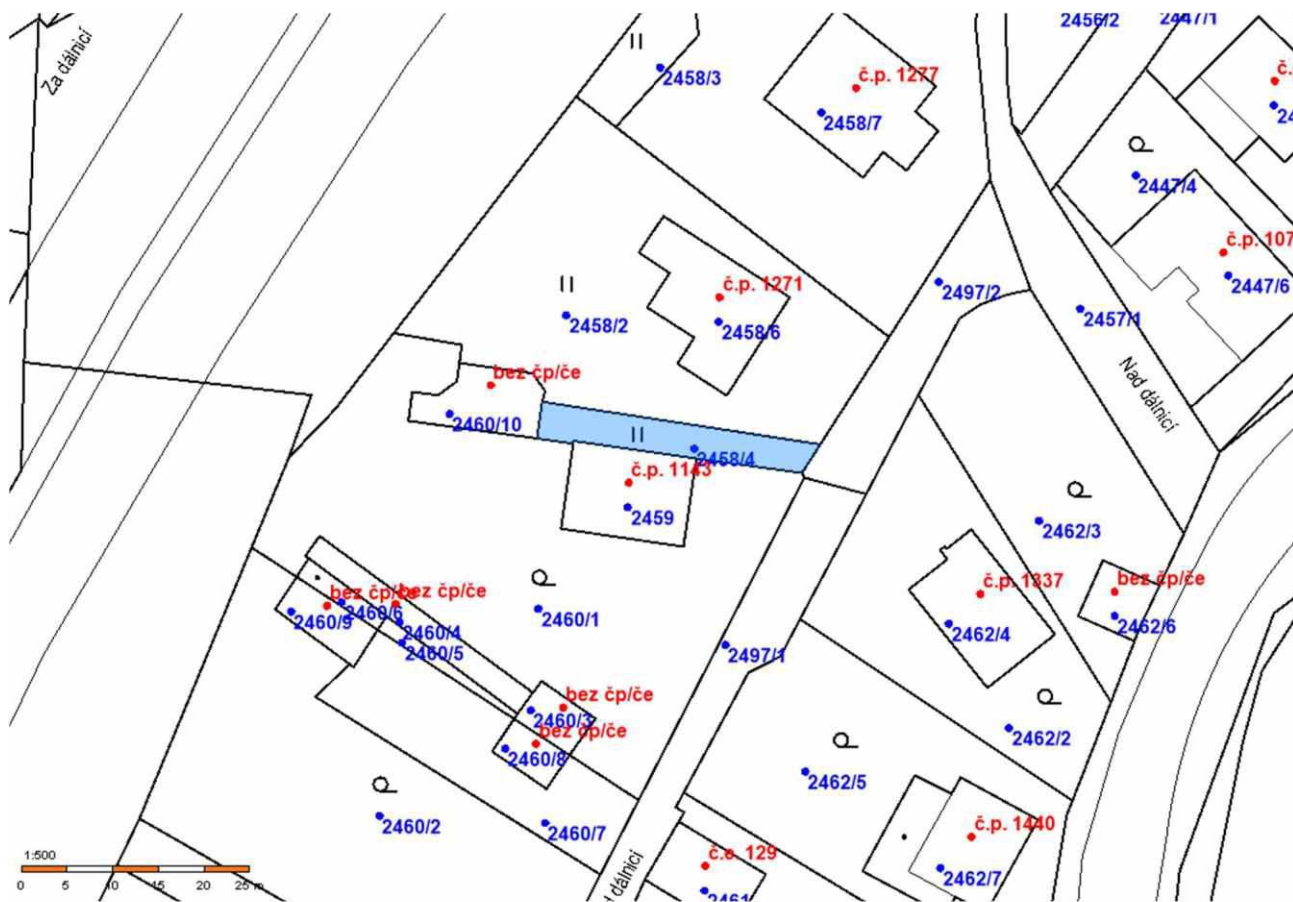 Za dálnicí
2458/3
2456/2
2447/1
č.p. 1277
2458/7
2447/4
č.p. 107
2447/6
č.p. 1271
2458/6
2458/2
2497/2
2457/1
Nad dálnicí
bez čp/če
2460/10
2458/4
č.p. 1143
2459
2462/3
č.p. 1337
2462/4
bez čp/če
2462/6
bez čp/če
bez čp/če
2460/9
2460/6
2460/4
2460/5
2460/1
2497/1
bez čp/če
2460/3
bez čp/če
2460/8
2462/2
2462/5
2460/2
2460/7
č.p. 1440
2462/7
č.e. 129
2461
d dálnicí
1:500
0 5 10 15 20 25 m